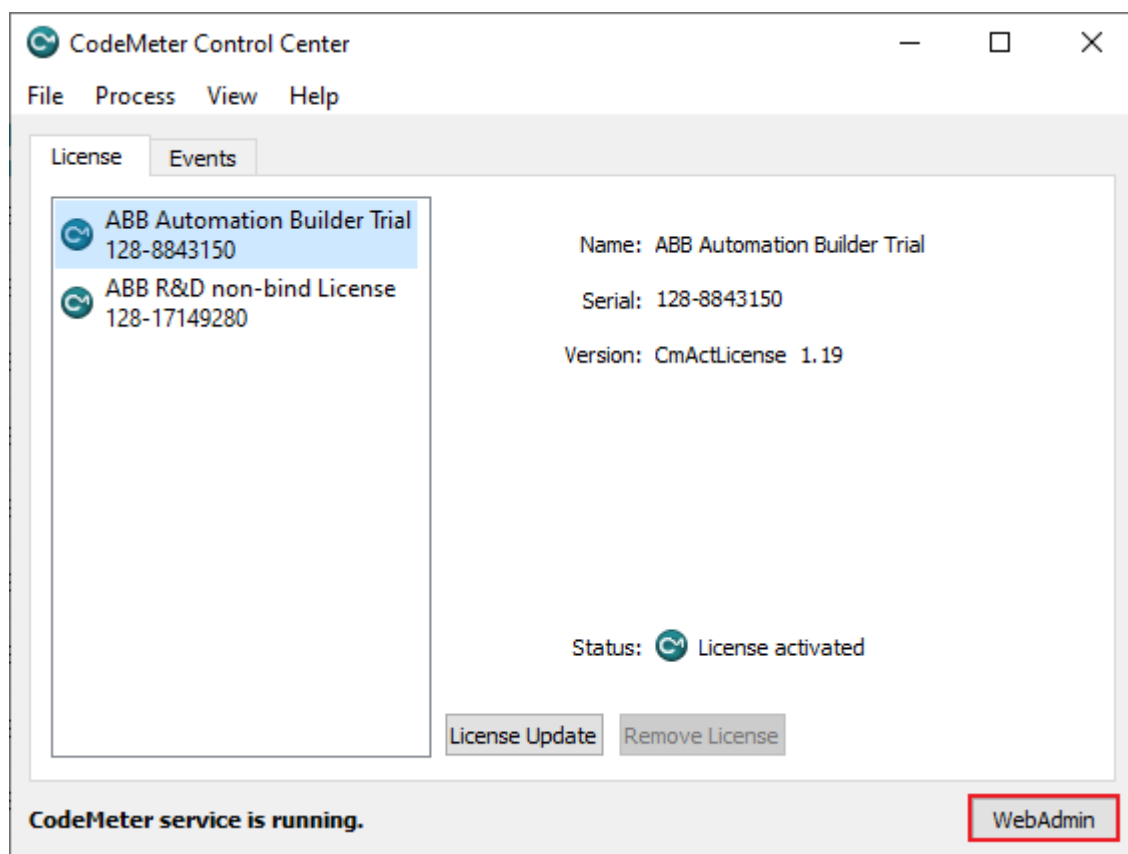 CodeMeter Control Center
File Process View Help
License Events
ABB Automation Builder Trial
128-8843150
ABB R&D non-bind License
128-17149280
Name: ABB Automation Builder Trial
Serial: 128-8843150
Version: CmActLicense 1.19
Status: License activated
License Update Remove License
CodeMeter service is running.
WebAdmin